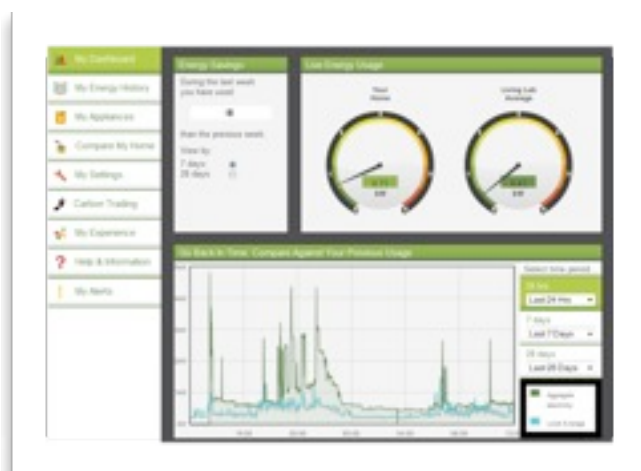 My Dashboard
My Energy History
My Appliances
Compare My Home
My Settings
Carbon Trading
My Experience
Help & Information
My Alerts
Energy Savings
During the last week
you have used
than the previous week.
View by:
7 days
28 days
Live Energy Usage
Your
Home
Living Lab
Average
kW
kW
Go Back In Time: Compare Against Your Previous Usage
Select time period
24 hrs
Last 24 Hrs
7 days
Last 7 Days
28 days
Last 28 Days
Aggregate